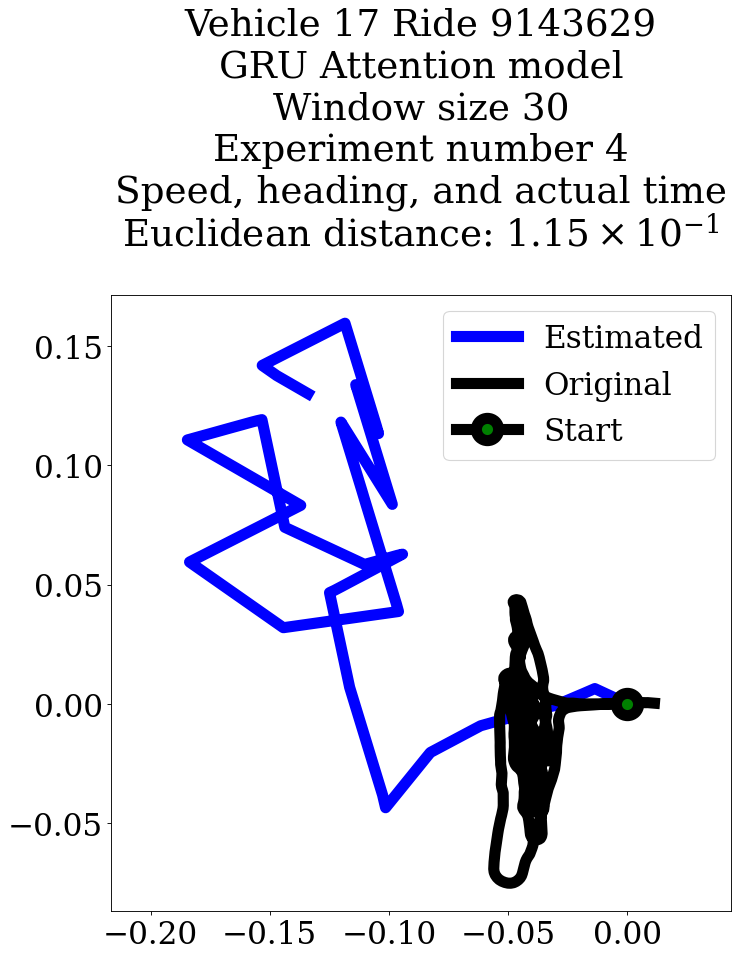 Vehicle 17 Ride 9143629
GRU Attention model
Window size 30
Experiment number 4
Speed, heading, and actual time
Euclidean distance: 1.15 × 10⁻¹
Estimated
Original
Start
0.15
0.10
0.05
0.00
−0.05
−0.20 −0.15 −0.10 −0.05 0.00